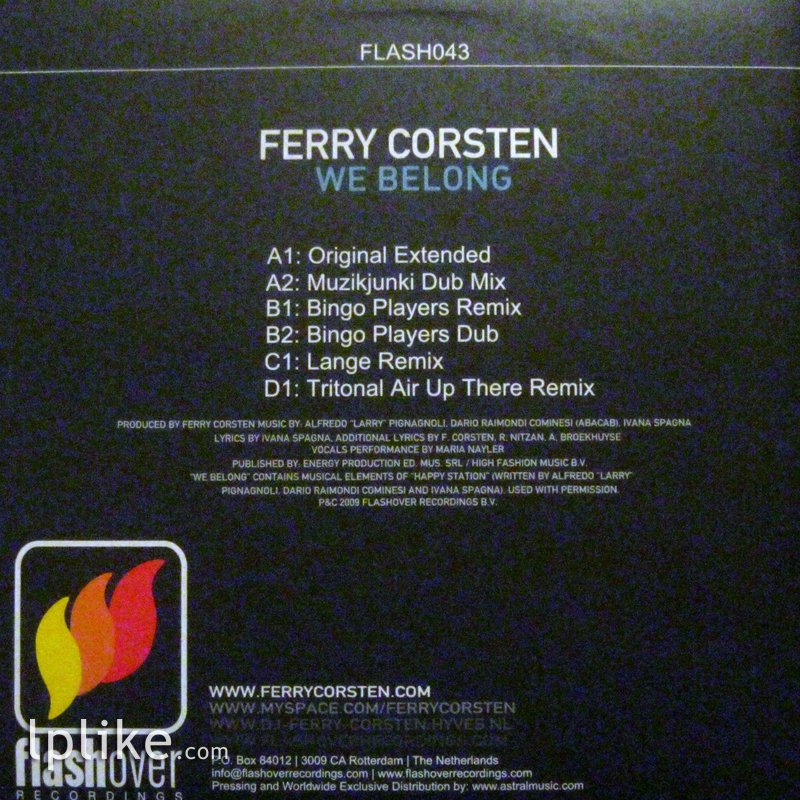 FLASH043
FERRY CORSTEN
WE BELONG
A1: Original Extended
A2: Muzikjunki Dub Mix
B1: Bingo Players Remix
B2: Bingo Players Dub
C1: Lange Remix
D1: Tritonal Air Up There Remix
PRODUCED BY FERRY CORSTEN MUSIC BY: ALFREDO "LARRY" PIGNAGNOLI, DARIO RAIMONDI COMINESI (ABACAB), IVANA SPAGNA
LYRICS BY IVANA SPAGNA, ADDITIONAL LYRICS BY F. CORSTEN, R. NITZAN, A. BROEKHUYSE
VOCALS PERFORMANCE BY MARIA NAYLER
PUBLISHED BY: ENERGY PRODUCTION ED. MUS. SRL / HIGH FASHION MUSIC B.V.
"WE BELONG" CONTAINS MUSICAL ELEMENTS OF "HAPPY STATION" (WRITTEN BY ALFREDO "LARRY"
PIGNAGNOLI, DARIO RAIMONDI COMINESI AND IVANA SPAGNA). USED WITH PERMISSION.
P&C 2009 FLASHOVER RECORDINGS B.V.
WWW.FERRYCORSTEN.COM
WWW.MYSPACE.COM/FERRYCORSTEN
WWW.DJ-FERRY-CORSTEN.HYVES.NL
WWW.FLASHOVERRECORDINGS.COM
P.O. Box 84012 | 3009 CA Rotterdam | The Netherlands
info@flashoverrecordings.com | www.flashoverrecordings.com
Pressing and Worldwide Exclusive Distribution by: www.astralmusic.com
flashover
RECORDINGS
lplike.com